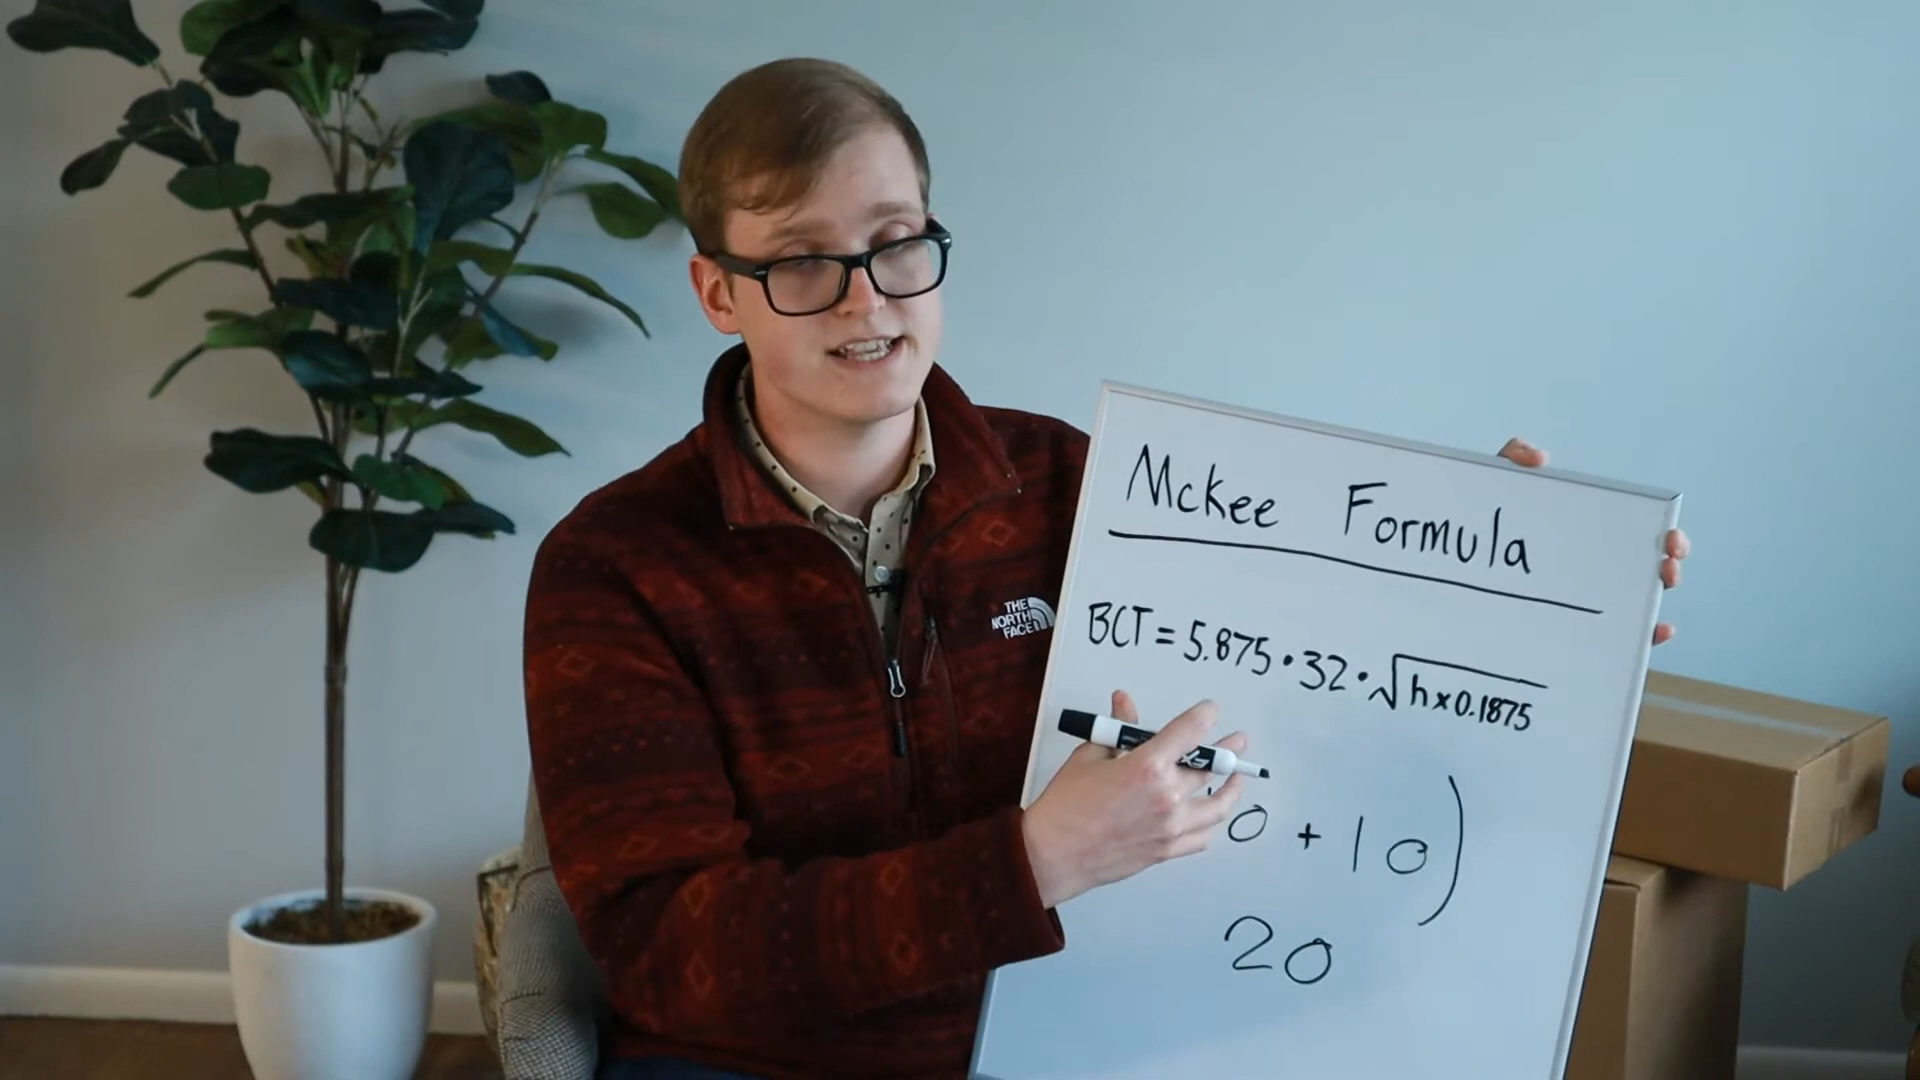 THE
NORTH
FACE
McKee Formula
BCT = 5.875 • 32 • √h×0.1875
0 + 10)
20